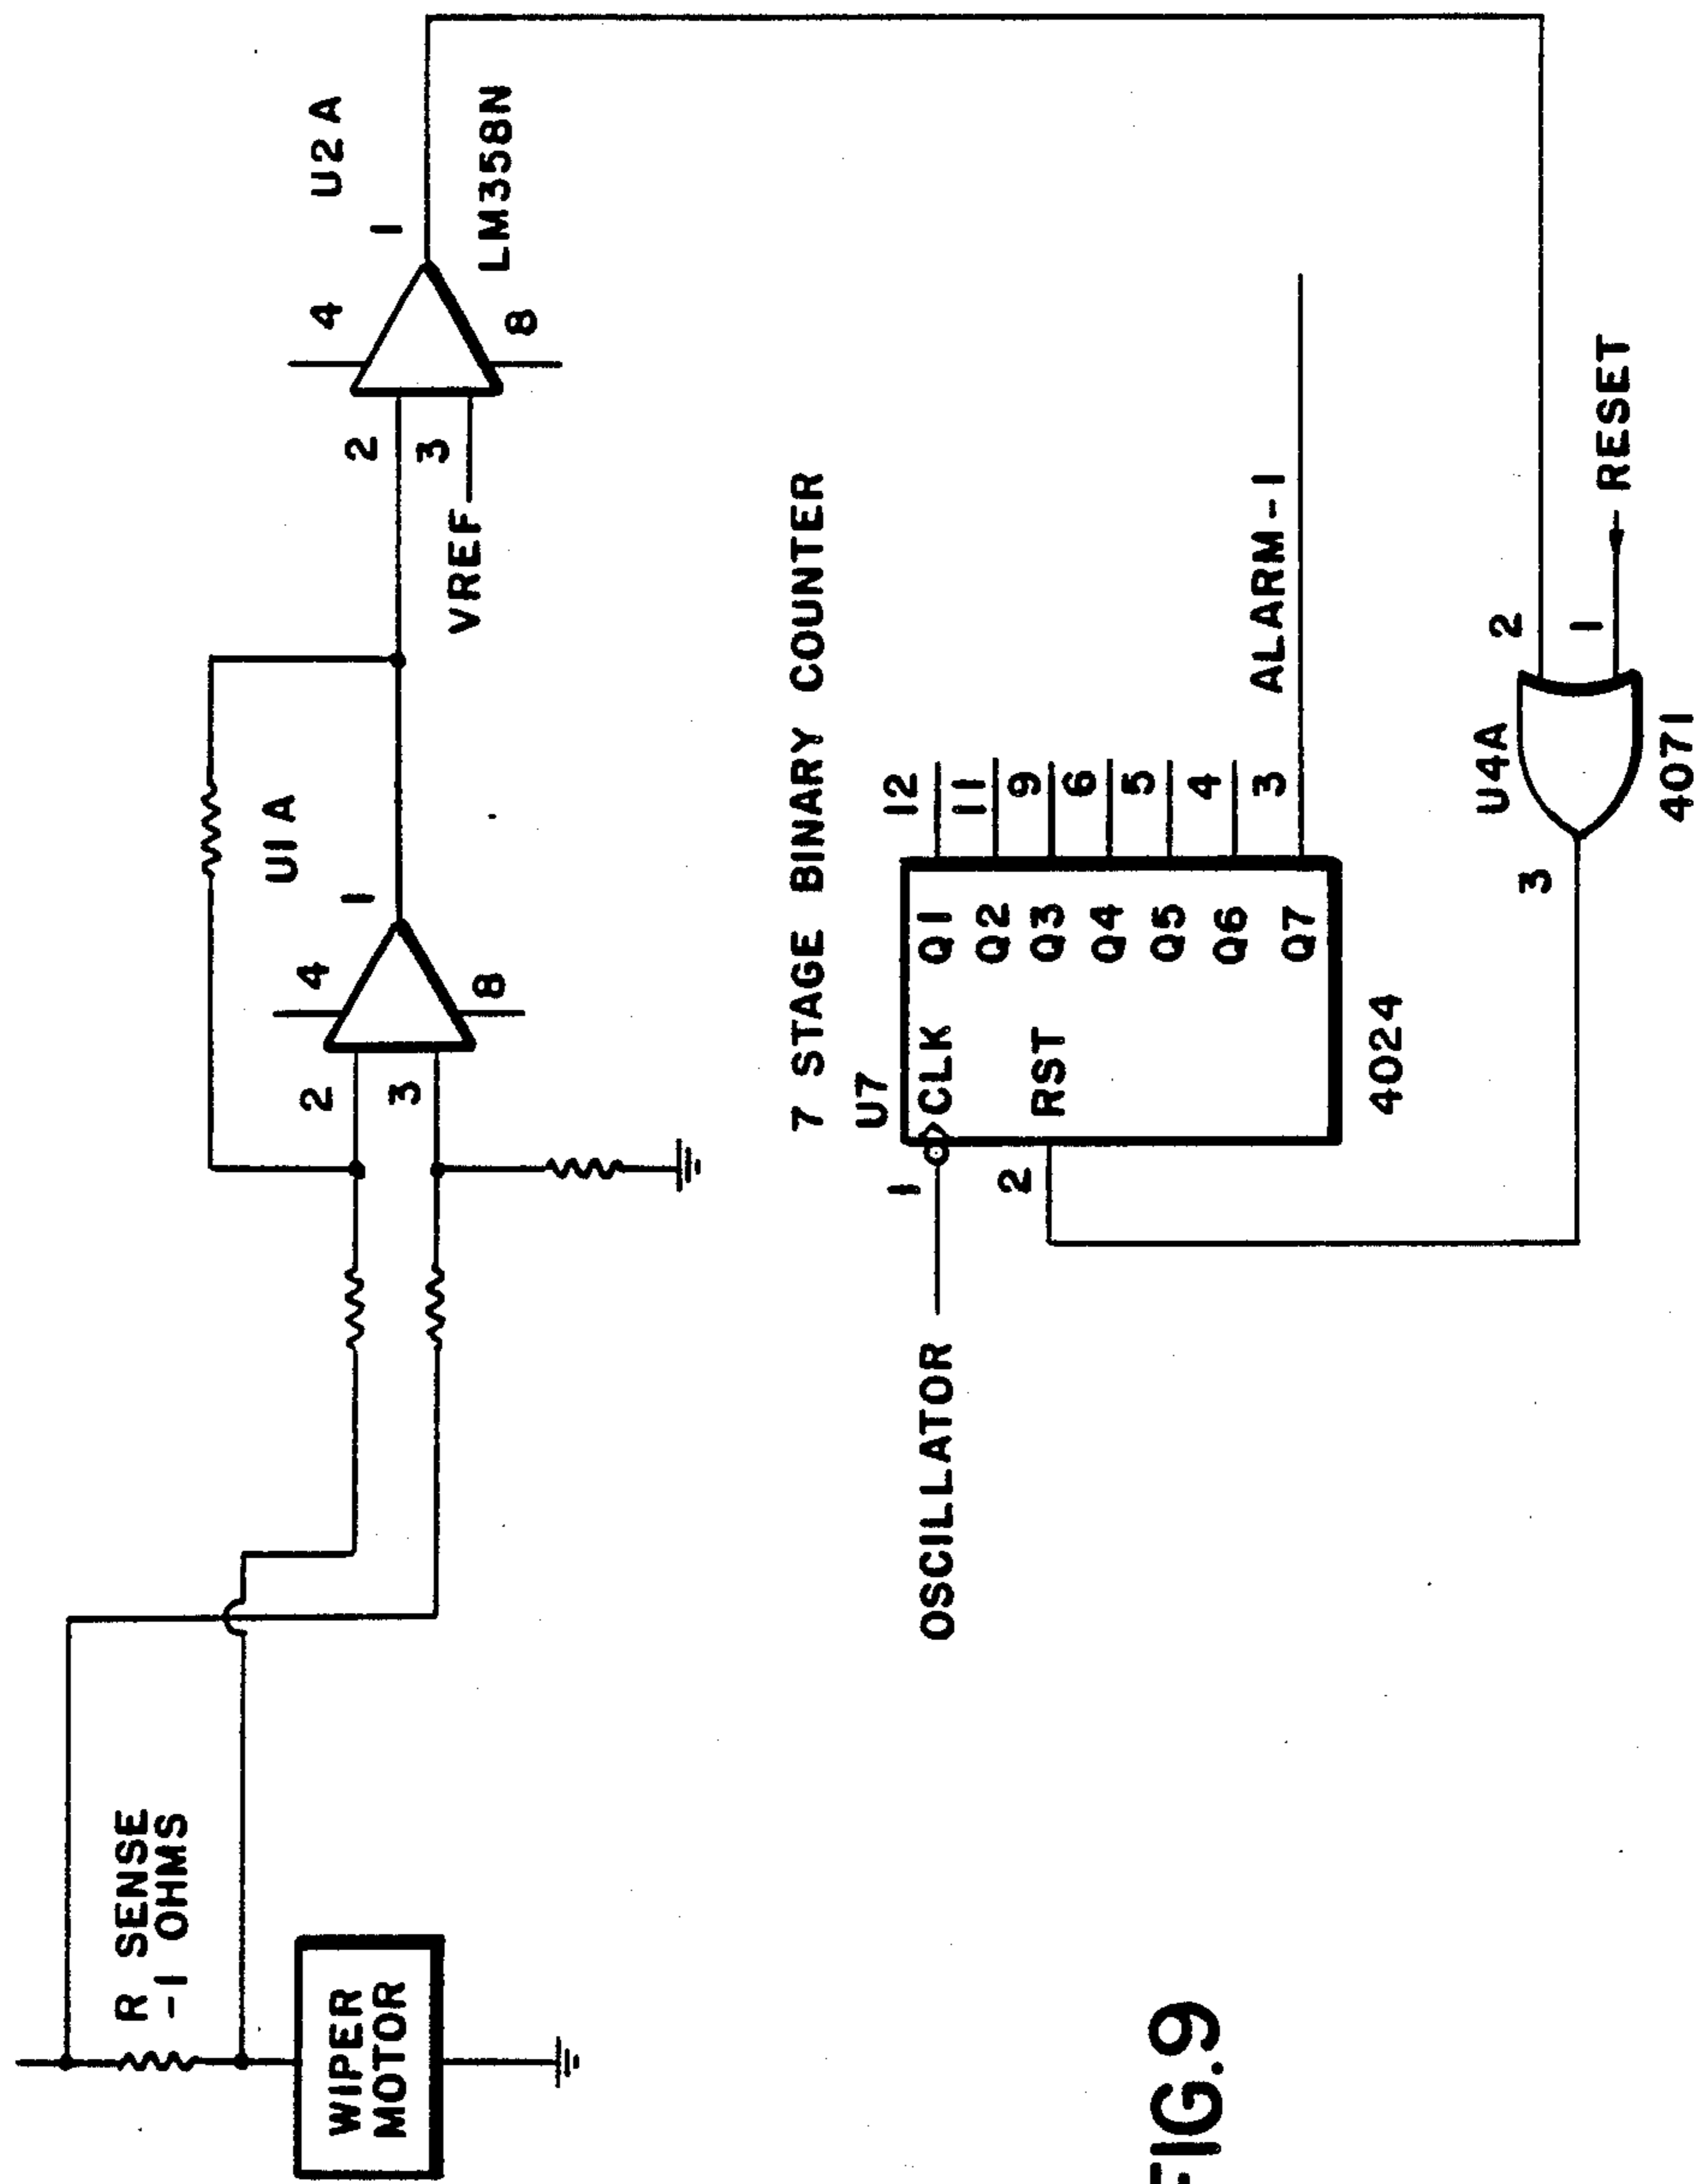 R SENSE
-1 OHMS
WIPER
MOTOR
2
3
4
8
1
U1A
VREF
2
3
4
8
1
U2A
LM358N
7 STAGE BINARY COUNTER
U7
OSCILLATOR
1
2
CLK
RST
Q1
Q2
Q3
Q4
Q5
Q6
Q7
12
11
9
6
5
4
3
ALARM-1
4024
U4A
3
2
1
RESET
4071
FIG.9